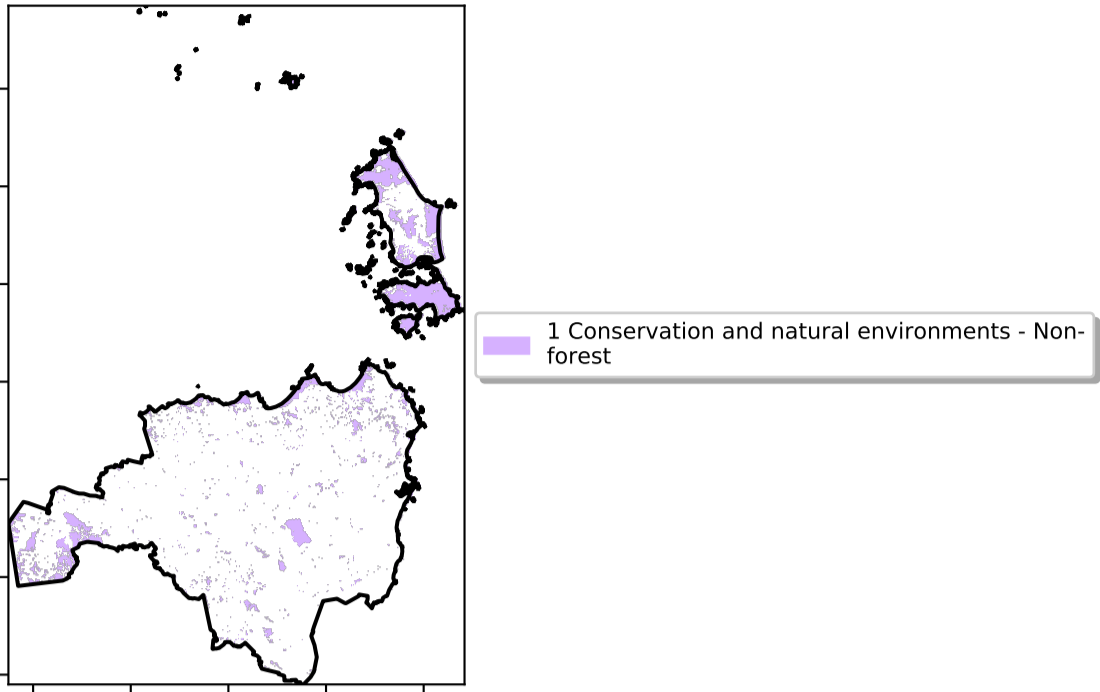 1 Conservation and natural environments - Non-
forest